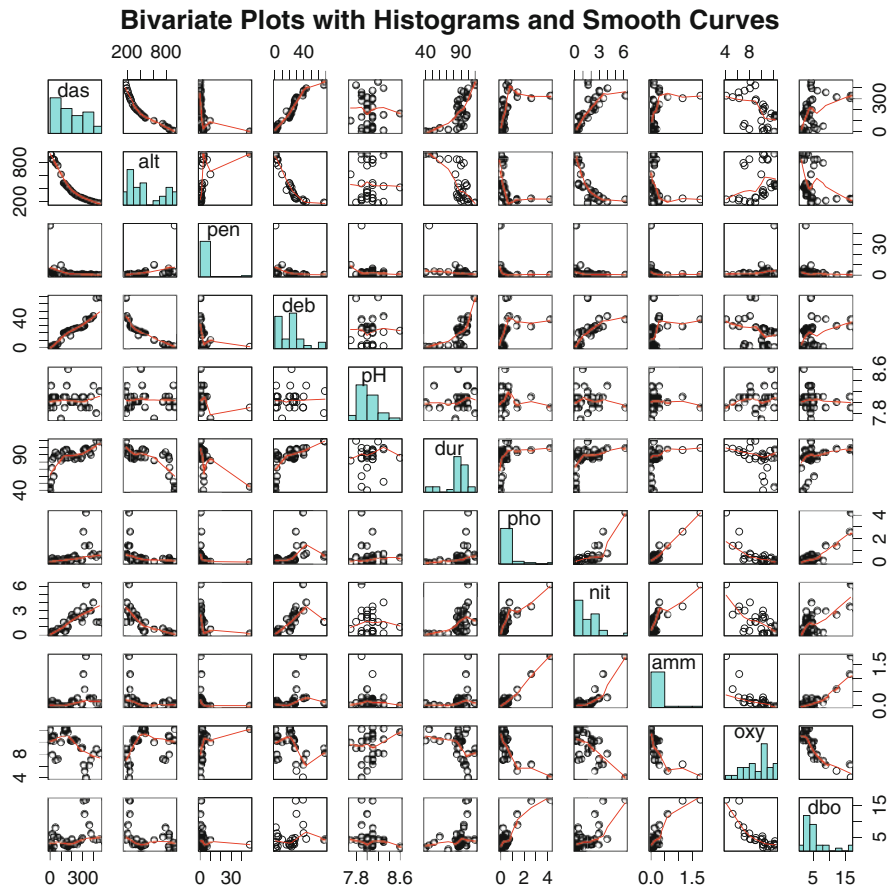 Bivariate Plots with Histograms and Smooth Curves
200 800
0 40
40 90
0 3 6
4 8
das
0 300
200 800
alt
pen
0 30
0 40
deb
pH
7.8 8.6
40 90
dur
pho
0 2 4
0 3 6
nit
amm
0.0 1.5
4 8
oxy
dbo
5 15
0 300
0 30
7.8 8.6
0 2 4
0.0 1.5
5 15